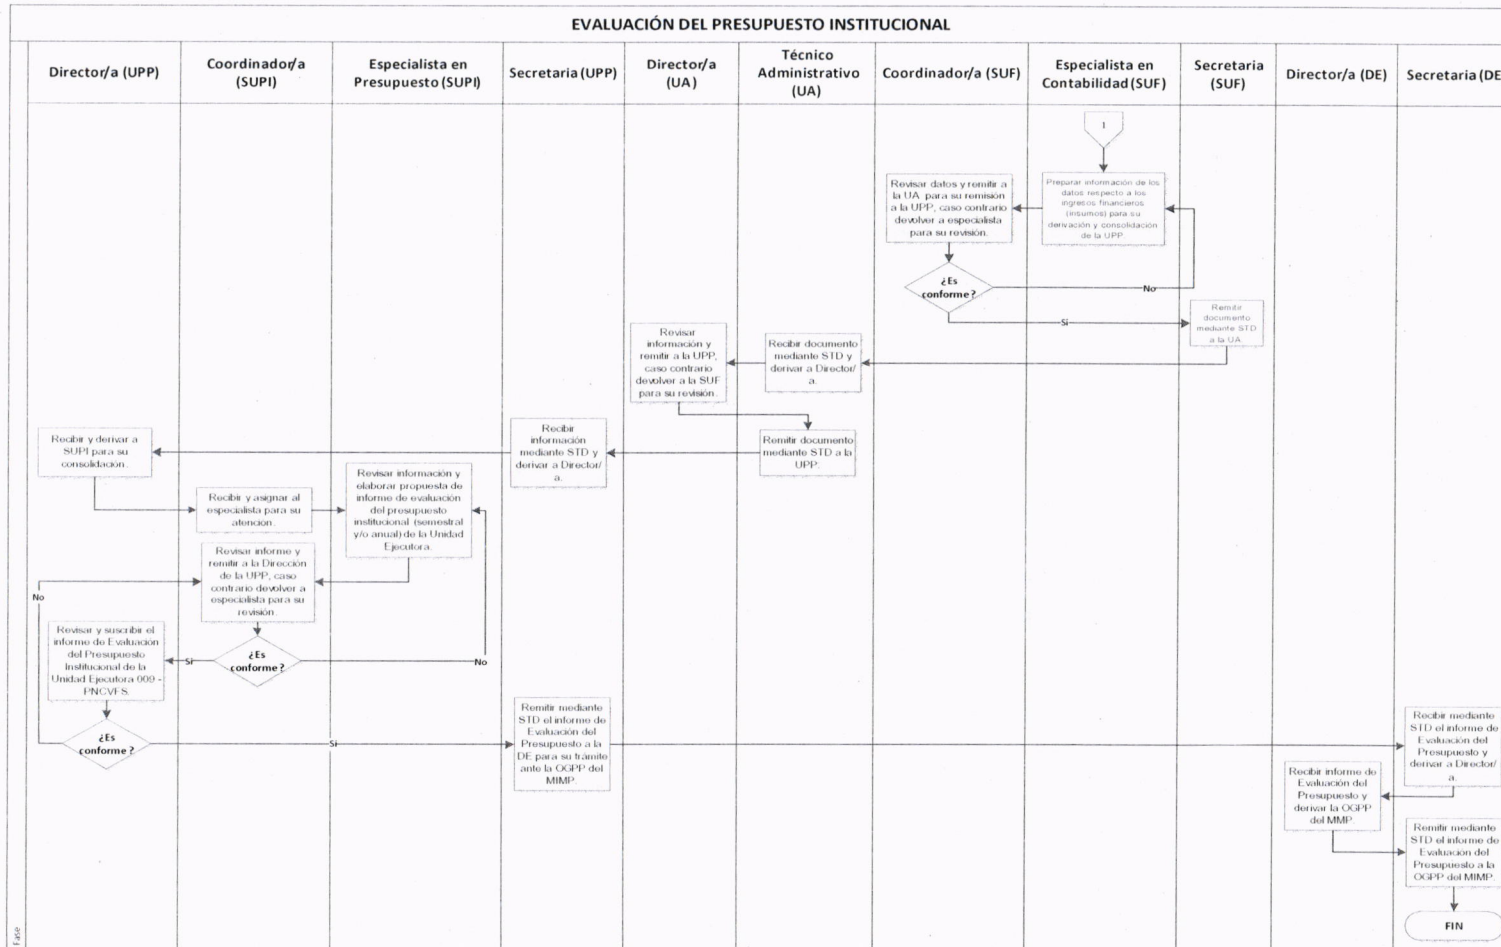 EVALUACIÓN DEL PRESUPUESTO INSTITUCIONAL
Director/a (UPP)
Coordinador/a
(SUPI)
Especialista en
Presupuesto (SUPI)
Secretaria (UPP)
Director/a
(UA)
Técnico
Administrativo
(UA)
Coordinador/a (SUF)
Especialista en
Contabilidad (SUF)
Secretaria
(SUF)
Director/a (DE)
Secretaria (DE
1
Preparar información de los
datos respecto a los
ingresos financieros
(insumos) para su
derivación y consolidación
de la UPP.
Revisar datos y remitir a
la UA para su remisión
a la UPP, caso contrario
devolver a especialista
para su revisión.
¿Es
conforme?
No
Si
Remitir
documento
mediante STD
a la UA.
Recibir documento
mediante STD y
derivar a Director/
a.
Revisar
información y
remitir a la UPP,
caso contrario
devolver a la SUF
para su revisión.
Remitir documento
mediante STD a la
UPP.
Recibir
información
mediante STD y
derivar a Director/
a.
Recibir y derivar a
SUPI para su
consolidación.
Recibir y asignar al
especialista para su
atención.
Revisar información y
elaborar propuesta de
informe de evaluación
del presupuesto
institucional (semestral
y/o anual) de la Unidad
Ejecutora.
Revisar informe y
remitir a la Dirección
de la UPP, caso
contrario devolver a
especialista para su
revisión.
¿Es
conforme?
No
Si
Revisar y suscribir el
informe de Evaluación
del Presupuesto
Institucional de la
Unidad Ejecutora 009 -
PNCVFS.
¿Es
conforme?
No
Si
Remitir mediante
STD el informe de
Evaluación del
Presupuesto a la
DE para su trámite
ante la OGPP del
MIMP.
Recibir mediante
STD el informe de
Evaluación del
Presupuesto y
derivar a Director/
a.
Recibir informe de
Evaluación del
Presupuesto y
derivar la OGPP
del MMP.
Remitir mediante
STD el informe de
Evaluación del
Presupuesto a la
OGPP del MIMP.
FIN
Fase